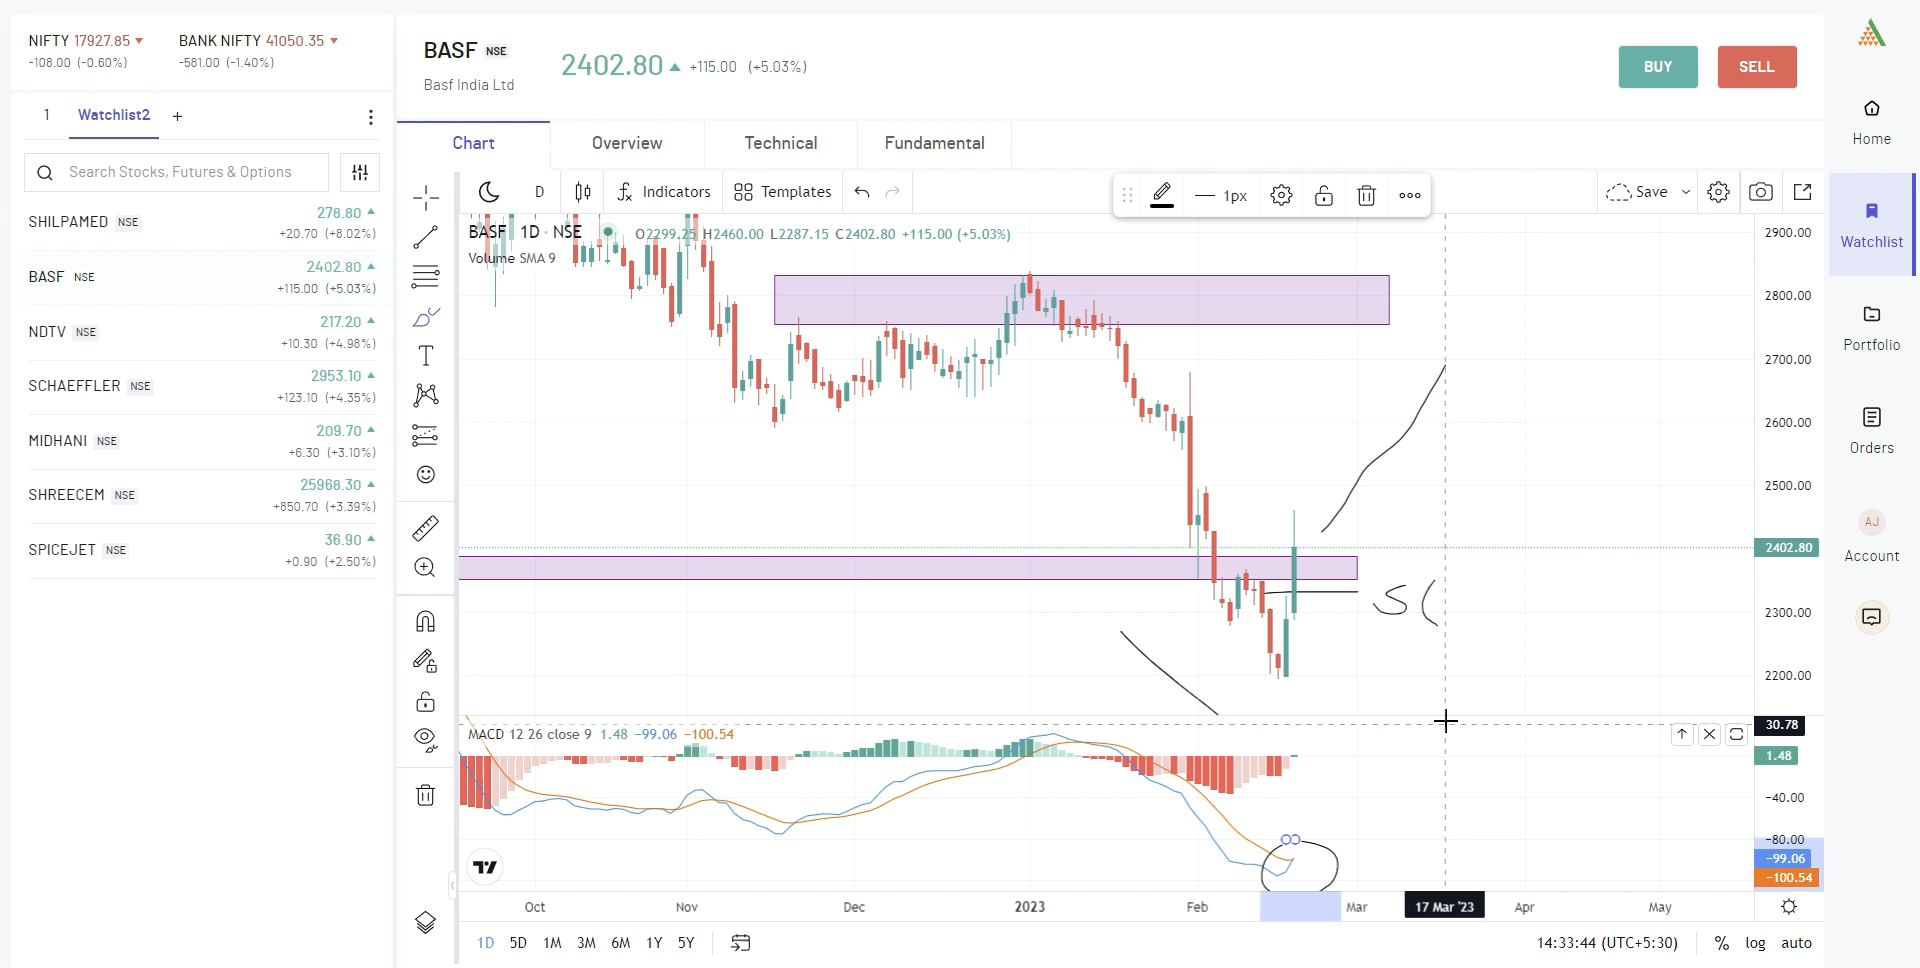 NIFTY 17927.85
-108.00 (-0.60%)
BANK NIFTY 41050.35
-581.00 (-1.40%)
1 Watchlist2 +
Search Stocks, Futures & Options
SHILPAMED NSE 278.80
+20.70 (+8.02%)
BASF NSE 2402.80
+115.00 (+5.03%)
NDTV NSE 217.20
+10.30 (+4.98%)
SCHAEFFLER NSE 2953.10
+123.10 (+4.35%)
MIDHANI NSE 209.70
+6.30 (+3.10%)
SHREECEM NSE 25968.30
+850.70 (+3.39%)
SPICEJET NSE 36.90
+0.90 (+2.50%)
BASF NSE
Basf India Ltd
2402.80 +115.00 (+5.03%)
BUY SELL
Chart Overview Technical Fundamental
D Indicators Templates 1px Save
BASF 1D · NSE O2299.25 H2460.00 L2287.15 C2402.80 +115.00 (+5.03%)
Volume SMA 9
2900.00
2800.00
2700.00
2600.00
2500.00
2402.80
2300.00
2200.00
S(
MACD 12 26 close 9 1.48 −99.06 −100.54
30.78
1.48
−40.00
−80.00
−99.06
−100.54
Oct Nov Dec 2023 Feb Mar 17 Mar '23 Apr May
1D 5D 1M 3M 6M 1Y 5Y 14:33:44 (UTC+5:30) % log auto
Home
Watchlist
Portfolio
Orders
AJ
Account